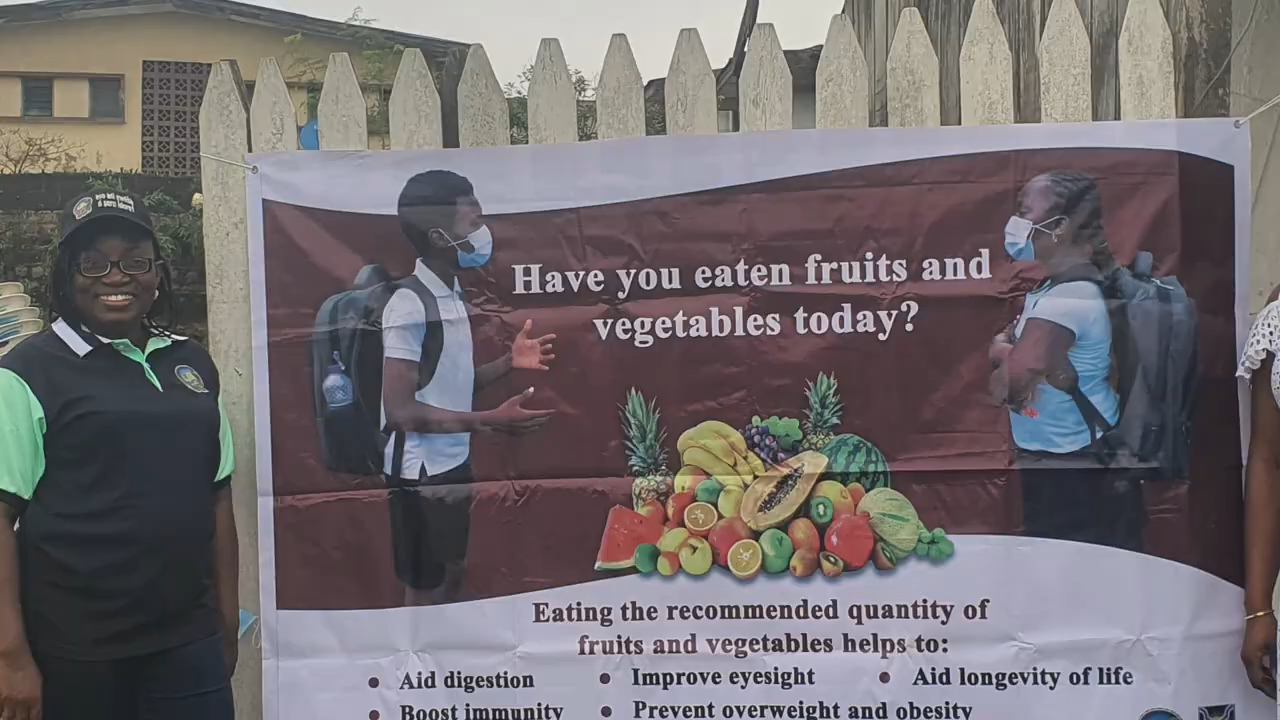 Have you eaten fruits and
vegetables today?
Eating the recommended quantity of
fruits and vegetables helps to:
• Aid digestion
• Improve eyesight
• Aid longevity of life
• Boost immunity
• Prevent overweight and obesity